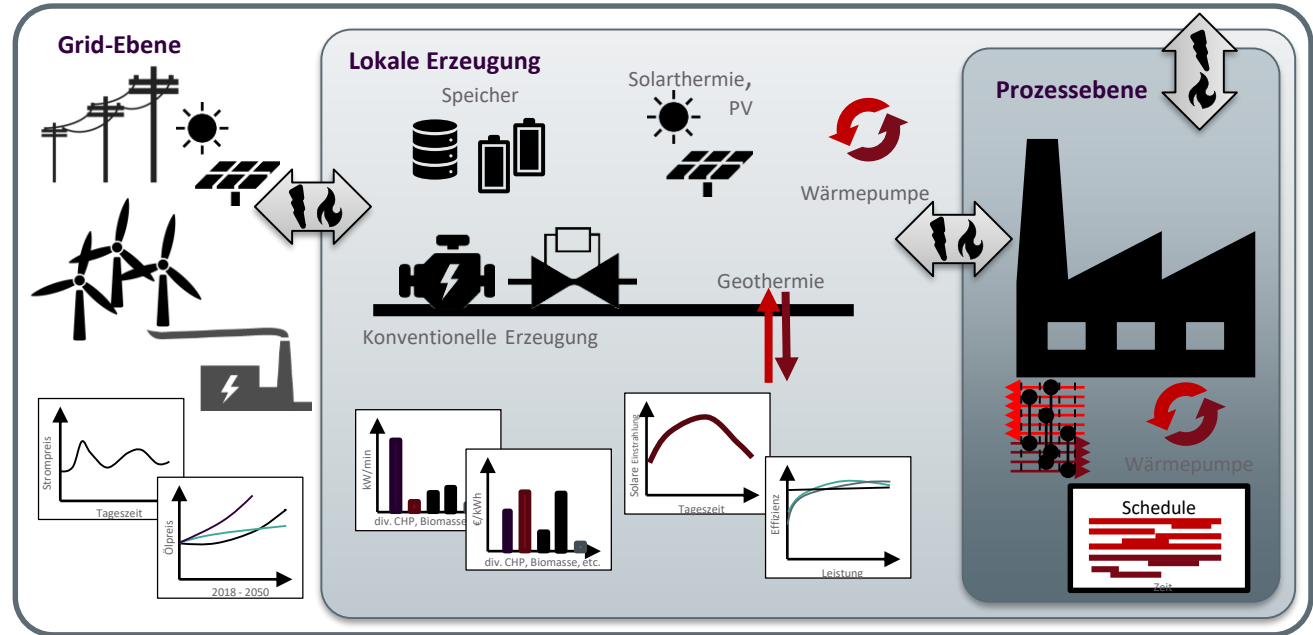 Grid-Ebene
Lokale Erzeugung
Speicher
Solarthermie,
PV
Wärmepumpe
Prozessebene
Konventionelle Erzeugung
Geothermie
Strompreis
Tageszeit
Ölpreis
2018 - 2050
kW/min
div. CHP, Biomasse
€/kWh
div. CHP, Biomasse, etc.
Solare Einstrahlung
Tageszeit
Effizienz
Leistung
Wärmepumpe
Schedule
Zeit